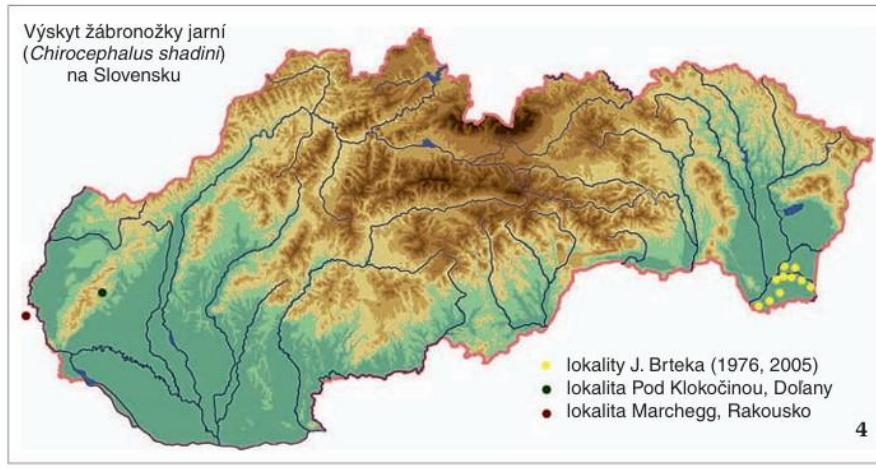 Výskyt žábronožky jarní
(Chirocephalus shadini)
na Slovensku
lokality J. Brteka (1976, 2005)
lokalita Pod Klokočinou, Doľany
lokalita Marchegg, Rakousko
4